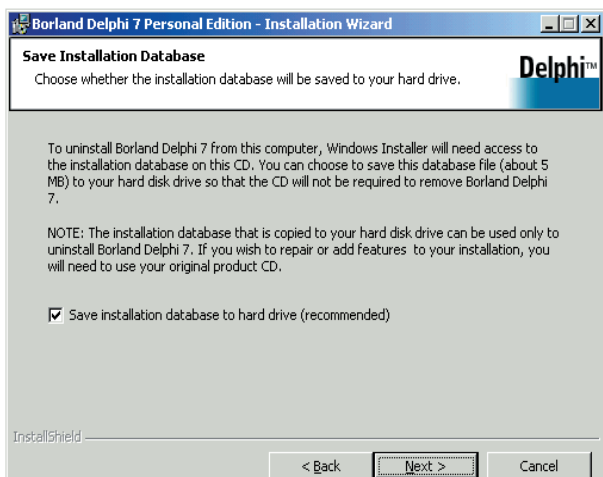 Borland Delphi 7 Personal Edition - Installation Wizard
Save Installation Database
Choose whether the installation database will be saved to your hard drive.
Delphi™
To uninstall Borland Delphi 7 from this computer, Windows Installer will need access to
the installation database on this CD. You can choose to save this database file (about 5
MB) to your hard disk drive so that the CD will not be required to remove Borland Delphi
7.
NOTE: The installation database that is copied to your hard disk drive can be used only to
uninstall Borland Delphi 7. If you wish to repair or add features to your installation, you
will need to use your original product CD.
Save installation database to hard drive (recommended)
InstallShield
< Back Next > Cancel